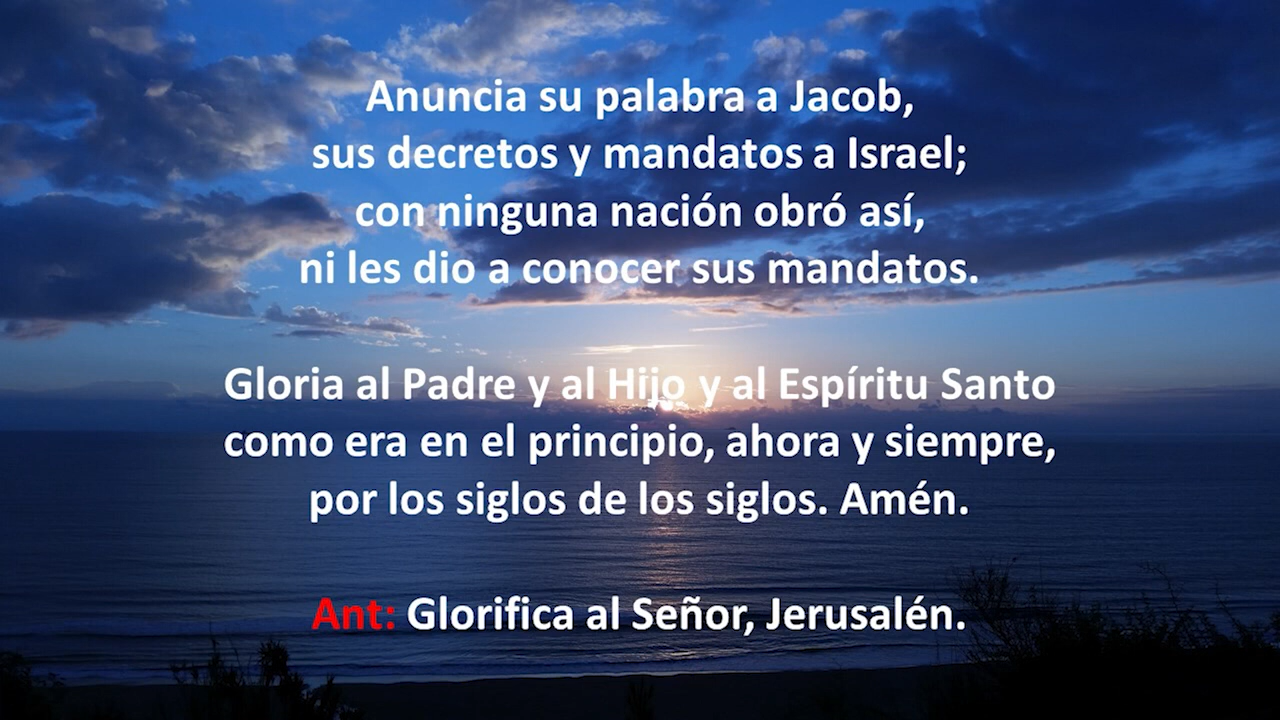 Anuncia su palabra a Jacob,
sus decretos y mandatos a Israel;
con ninguna nación obró así,
ni les dio a conocer sus mandatos.
Gloria al Padre y al Hijo y al Espíritu Santo
como era en el principio, ahora y siempre,
por los siglos de los siglos. Amén.
Ant: Glorifica al Señor, Jerusalén.